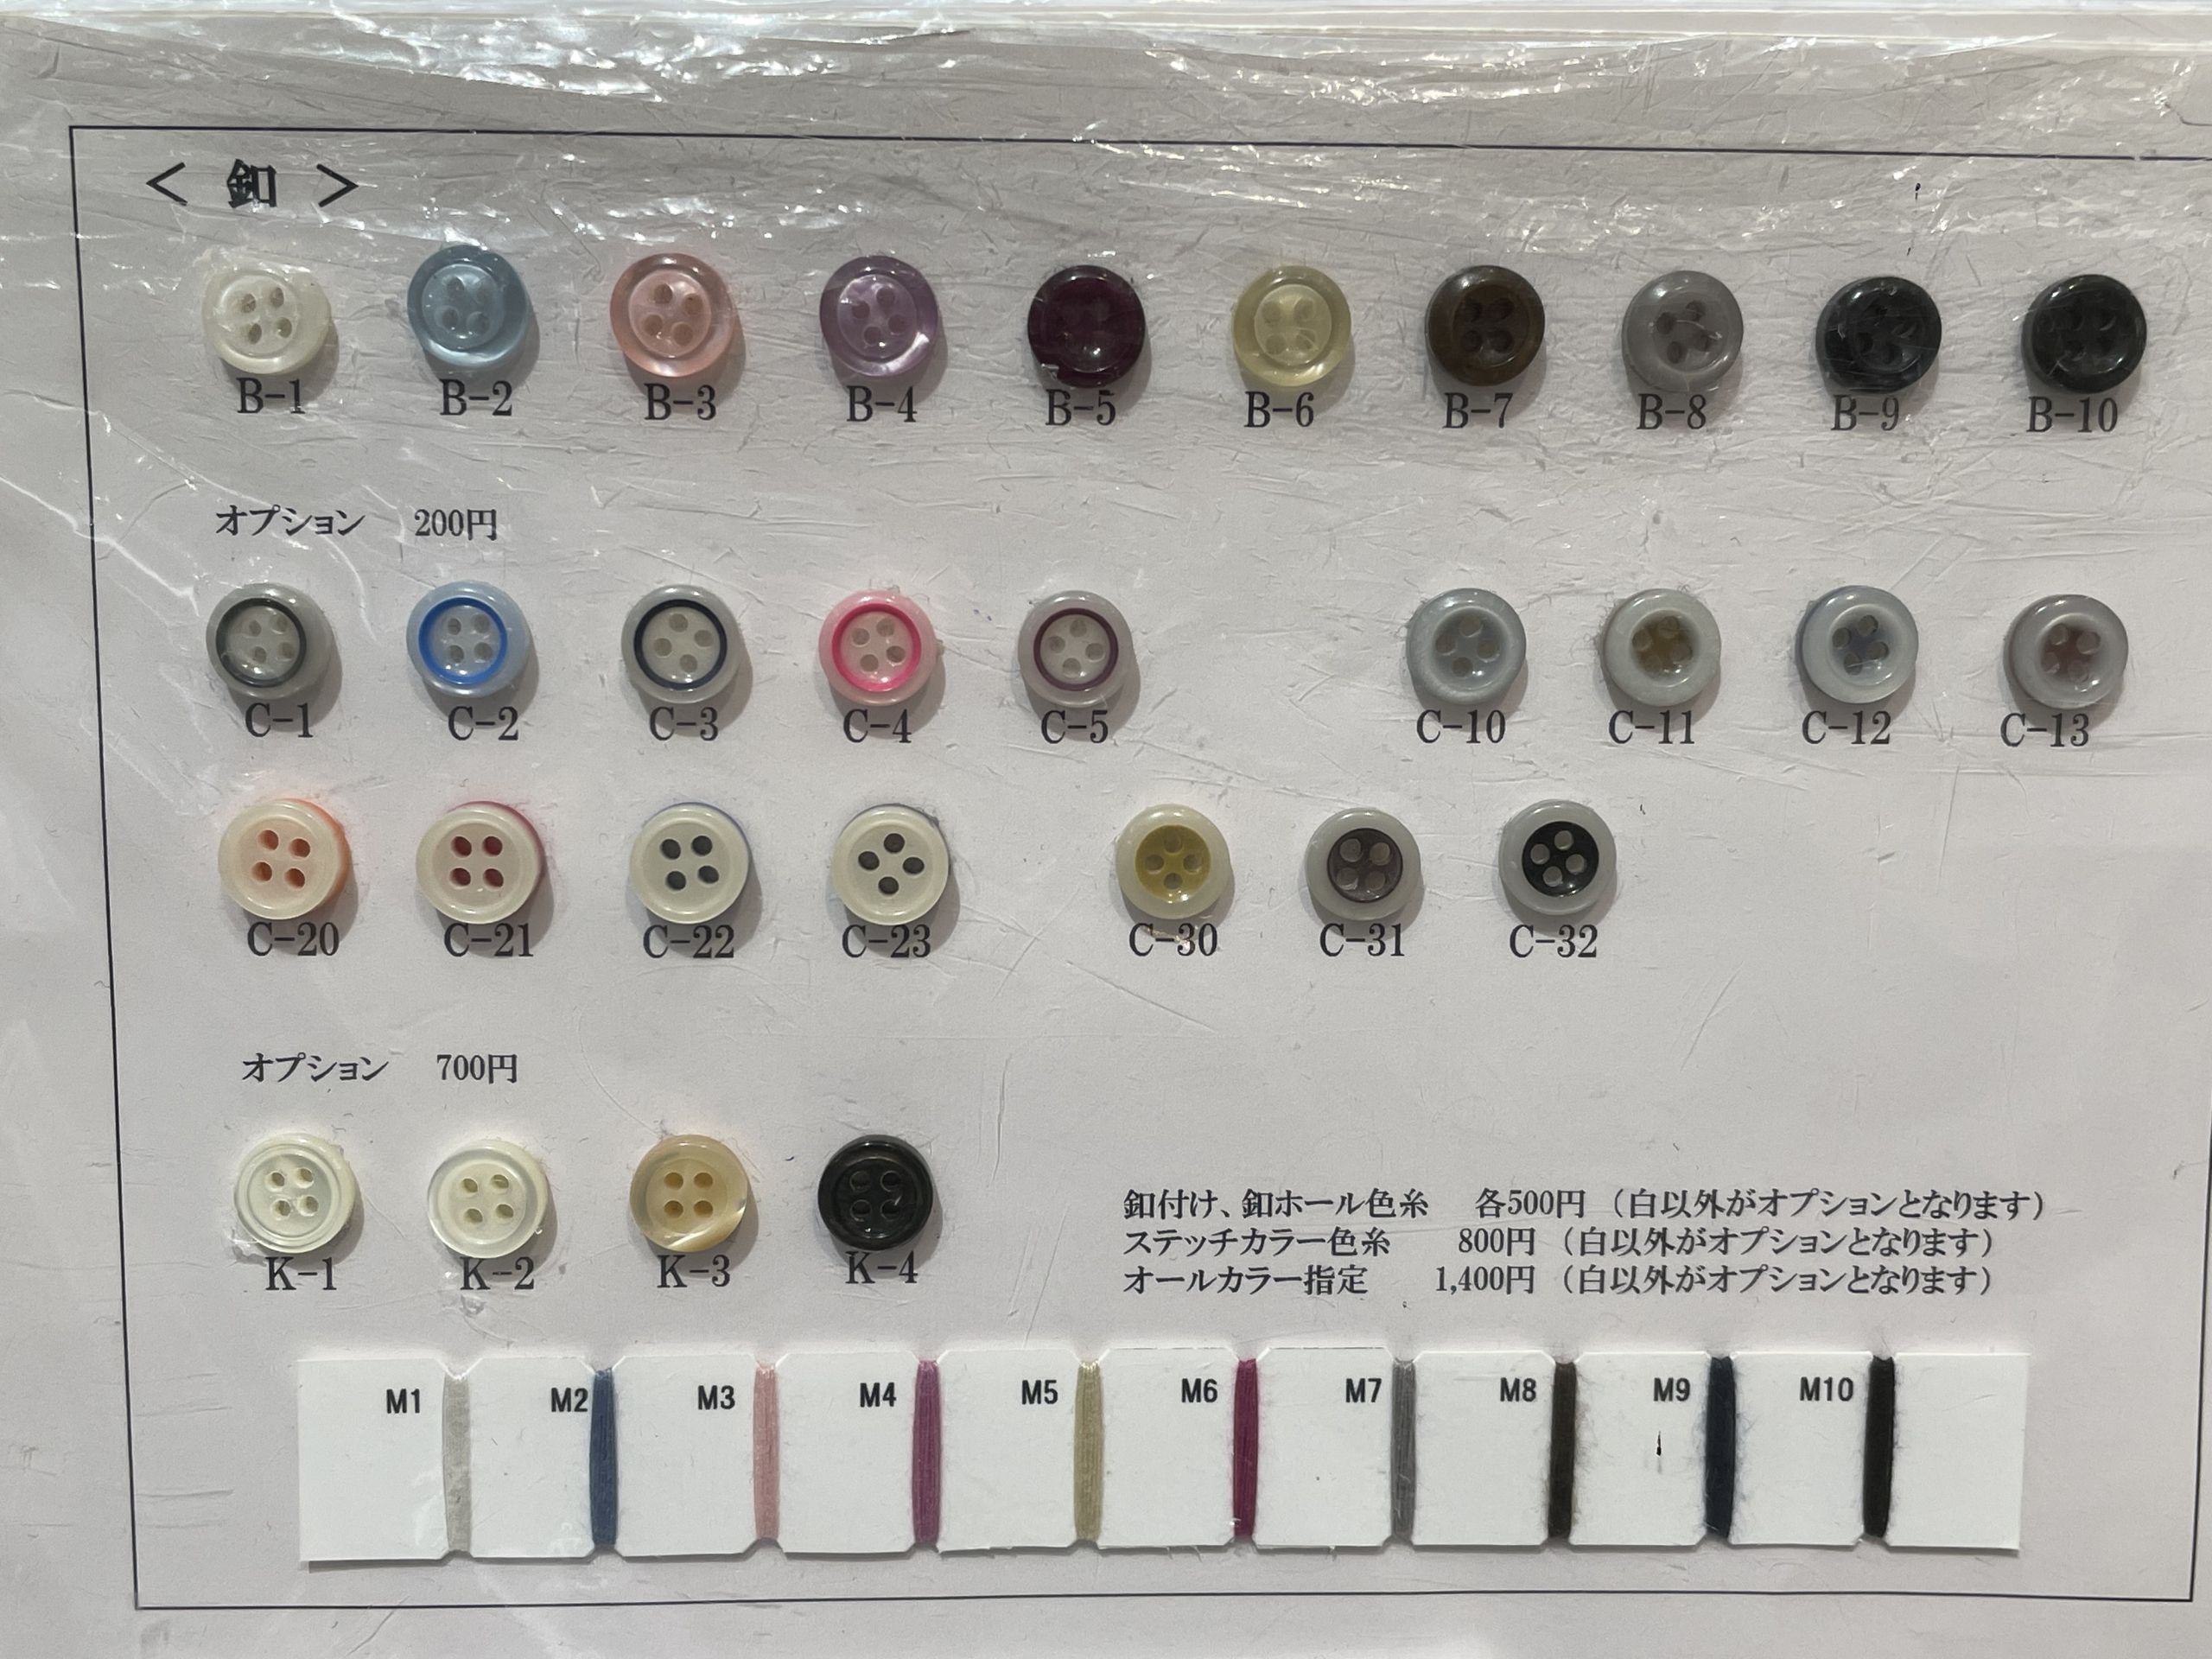 ＜ 釦 ＞
B-1 B-2 B-3 B-4 B-5 B-6 B-7 B-8 B-9 B-10
オプション 200円
C-1 C-2 C-3 C-4 C-5 C-10 C-11 C-12 C-13
C-20 C-21 C-22 C-23 C-30 C-31 C-32
オプション 700円
K-1 K-2 K-3 K-4
釦付け、釦ホール色糸 各500円 （白以外がオプションとなります）
ステッチカラー色糸 800円 （白以外がオプションとなります）
オールカラー指定 1,400円 （白以外がオプションとなります）
M1 M2 M3 M4 M5 M6 M7 M8 M9 M10